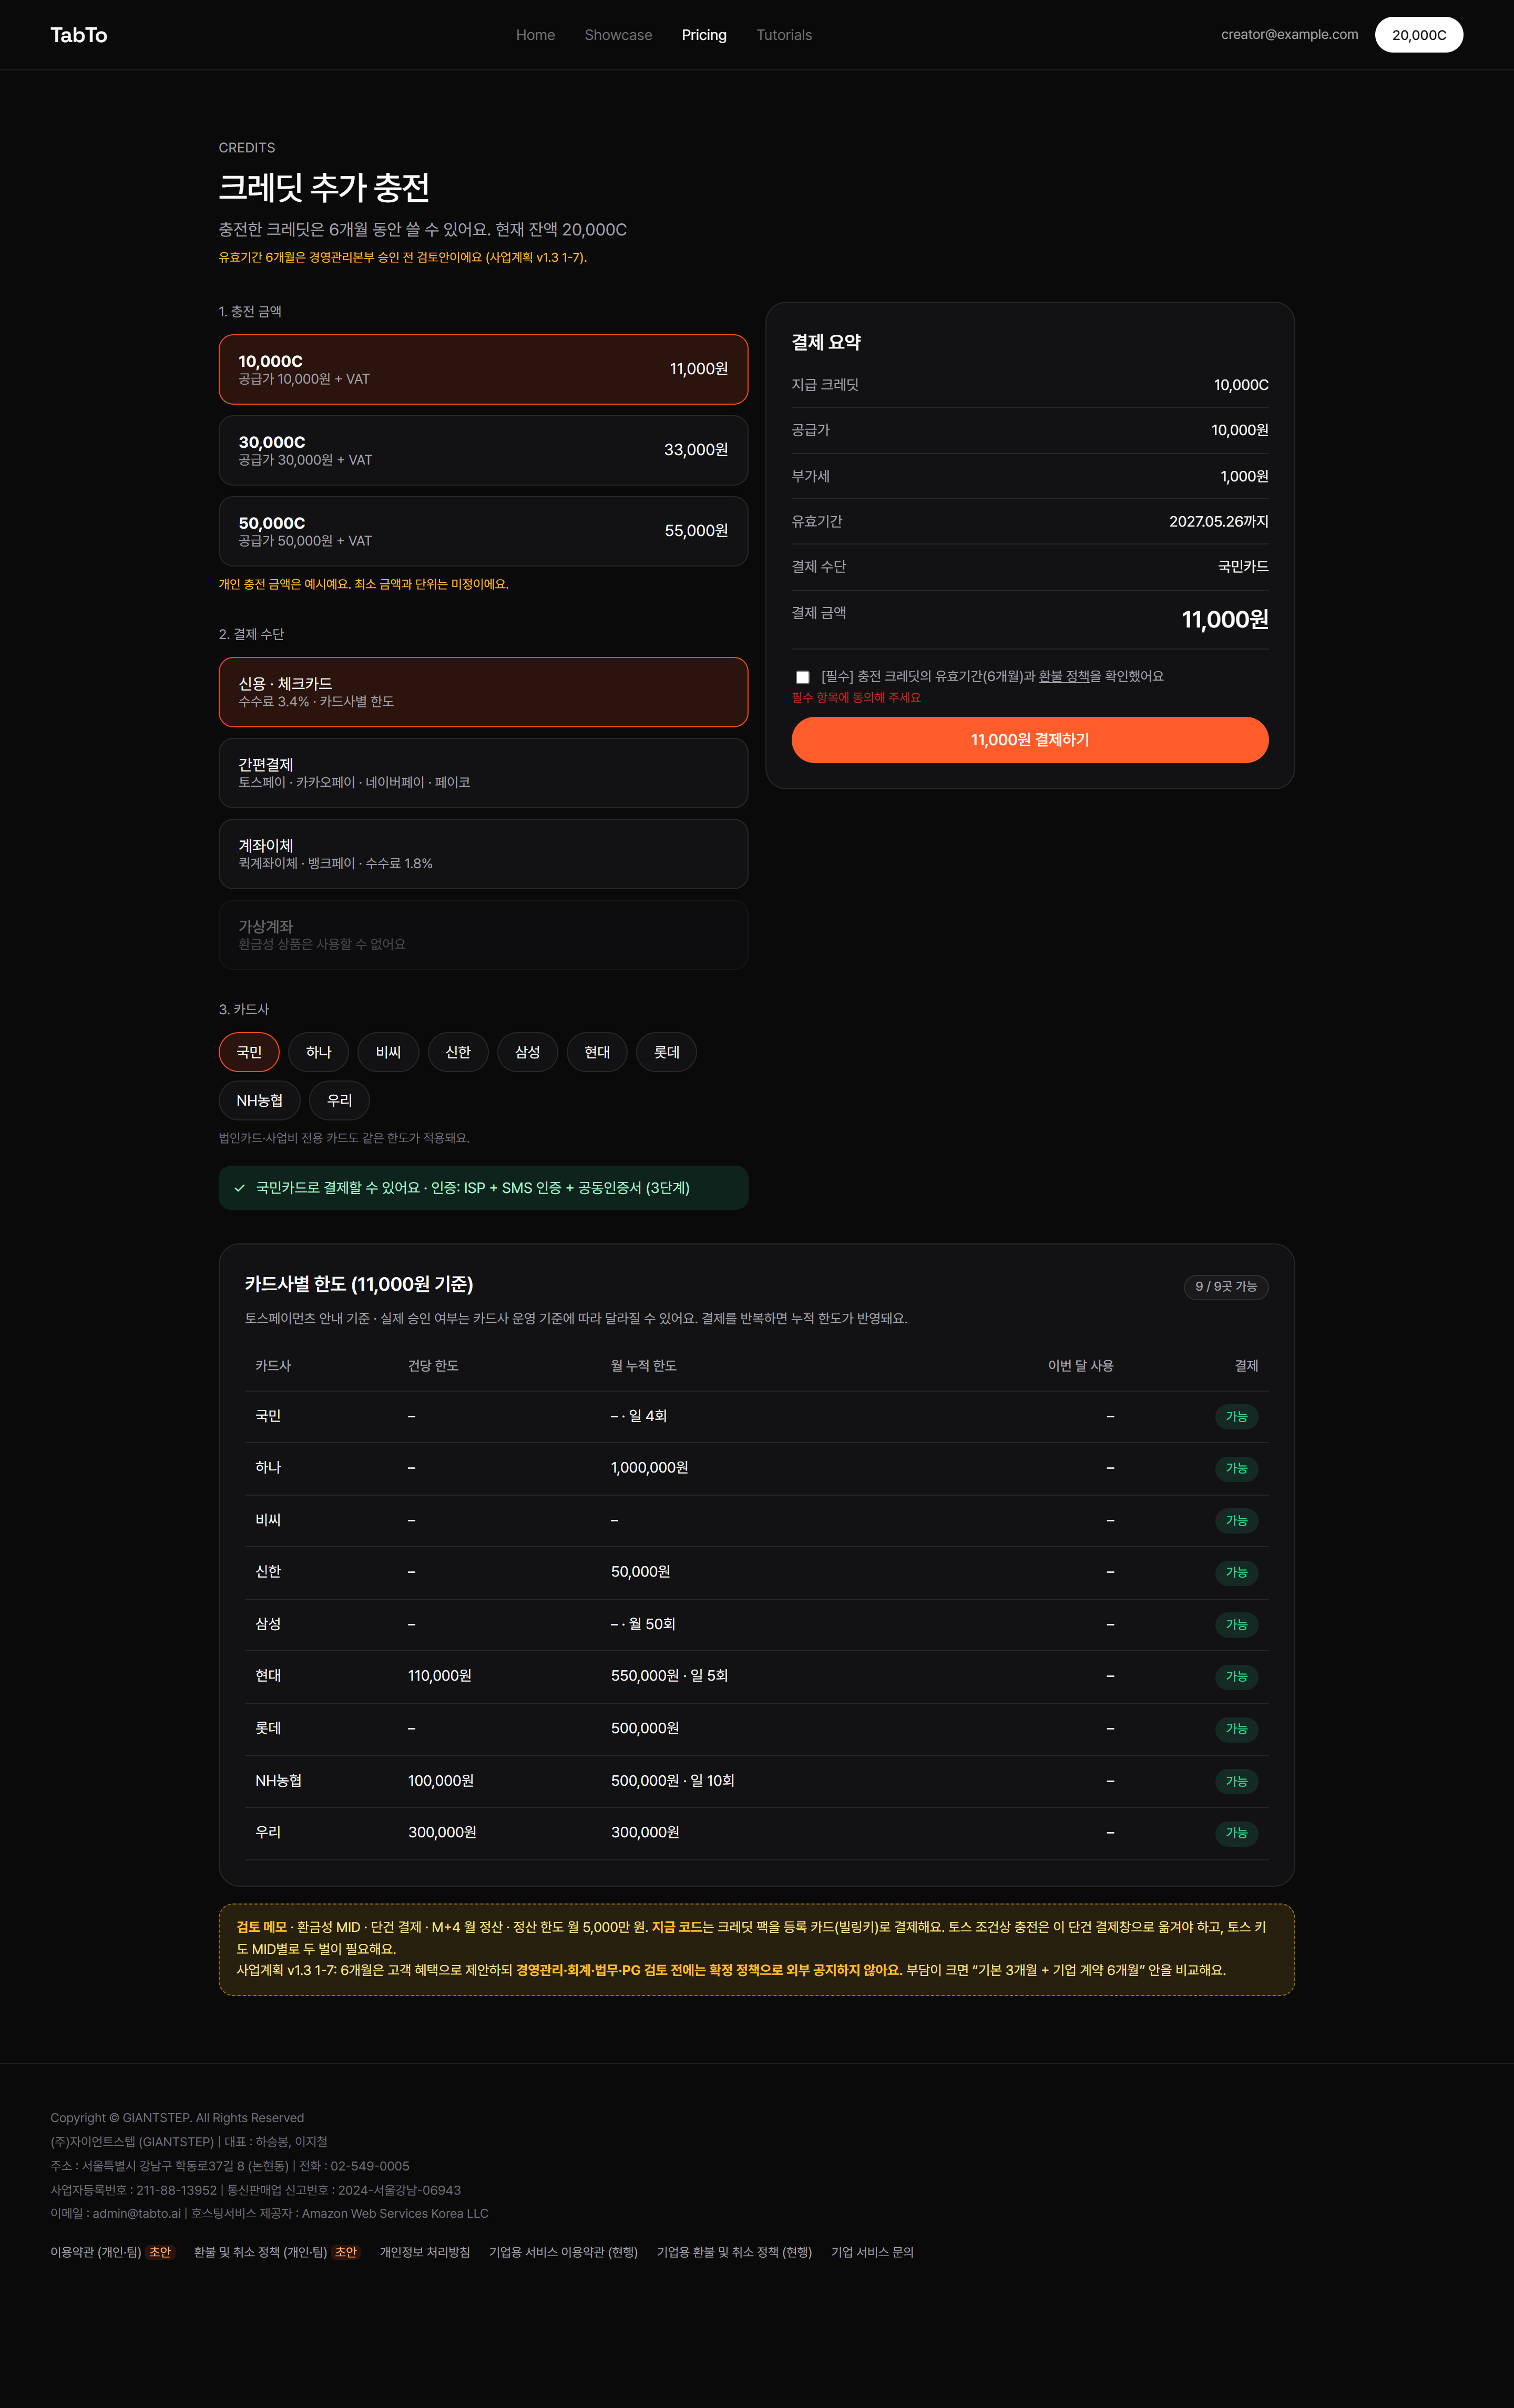 TabTo
Home Showcase Pricing Tutorials
creator@example.com 20,000C
CREDITS
크레딧 추가 충전
충전한 크레딧은 6개월 동안 쓸 수 있어요. 현재 잔액 20,000C
유효기간 6개월은 경영관리본부 승인 전 검토안이에요 (사업계획 v1.3 1-7).
1. 충전 금액
10,000C
공급가 10,000원 + VAT
11,000원
30,000C
공급가 30,000원 + VAT
33,000원
50,000C
공급가 50,000원 + VAT
55,000원
개인 충전 금액은 예시예요. 최소 금액과 단위는 미정이에요.
2. 결제 수단
신용 · 체크카드
수수료 3.4% · 카드사별 한도
간편결제
토스페이 · 카카오페이 · 네이버페이 · 페이코
계좌이체
퀵계좌이체 · 뱅크페이 · 수수료 1.8%
가상계좌
환금성 상품은 사용할 수 없어요
3. 카드사
국민 하나 비씨 신한 삼성 현대 롯데
NH농협 우리
법인카드·사업비 전용 카드도 같은 한도가 적용돼요.
✓ 국민카드로 결제할 수 있어요 · 인증: ISP + SMS 인증 + 공동인증서 (3단계)
결제 요약
지급 크레딧 10,000C
공급가 10,000원
부가세 1,000원
유효기간 2027.05.26까지
결제 수단 국민카드
결제 금액 11,000원
[필수] 충전 크레딧의 유효기간(6개월)과 환불 정책을 확인했어요
필수 항목에 동의해 주세요
11,000원 결제하기
카드사별 한도 (11,000원 기준)
9 / 9곳 가능
토스페이먼츠 안내 기준 · 실제 승인 여부는 카드사 운영 기준에 따라 달라질 수 있어요. 결제를 반복하면 누적 한도가 반영돼요.
카드사 건당 한도 월 누적 한도 이번 달 사용 결제
국민 – – · 일 4회 – 가능
하나 – 1,000,000원 – 가능
비씨 – – – 가능
신한 – 50,000원 – 가능
삼성 – – · 월 50회 – 가능
현대 110,000원 550,000원 · 일 5회 – 가능
롯데 – 500,000원 – 가능
NH농협 100,000원 500,000원 · 일 10회 – 가능
우리 300,000원 300,000원 – 가능
검토 메모 · 환금성 MID · 단건 결제 · M+4 월 정산 · 정산 한도 월 5,000만 원. 지금 코드는 크레딧 팩을 등록 카드(빌링키)로 결제해요. 토스 조건상 충전은 이 단건 결제창으로 옮겨야 하고, 토스 키
도 MID별로 두 벌이 필요해요.
사업계획 v1.3 1-7: 6개월은 고객 혜택으로 제안하되 경영관리·회계·법무·PG 검토 전에는 확정 정책으로 외부 공지하지 않아요. 부담이 크면 “기본 3개월 + 기업 계약 6개월” 안을 비교해요.
Copyright © GIANTSTEP. All Rights Reserved
(주)자이언트스텝 (GIANTSTEP) | 대표 : 하승봉, 이지철
주소 : 서울특별시 강남구 학동로37길 8 (논현동) | 전화 : 02-549-0005
사업자등록번호 : 211-88-13952 | 통신판매업 신고번호 : 2024-서울강남-06943
이메일 : admin@tabto.ai | 호스팅서비스 제공자 : Amazon Web Services Korea LLC
이용약관 (개인·팀) 초안 환불 및 취소 정책 (개인·팀) 초안 개인정보 처리방침 기업용 서비스 이용약관 (현행) 기업용 환불 및 취소 정책 (현행) 기업 서비스 문의